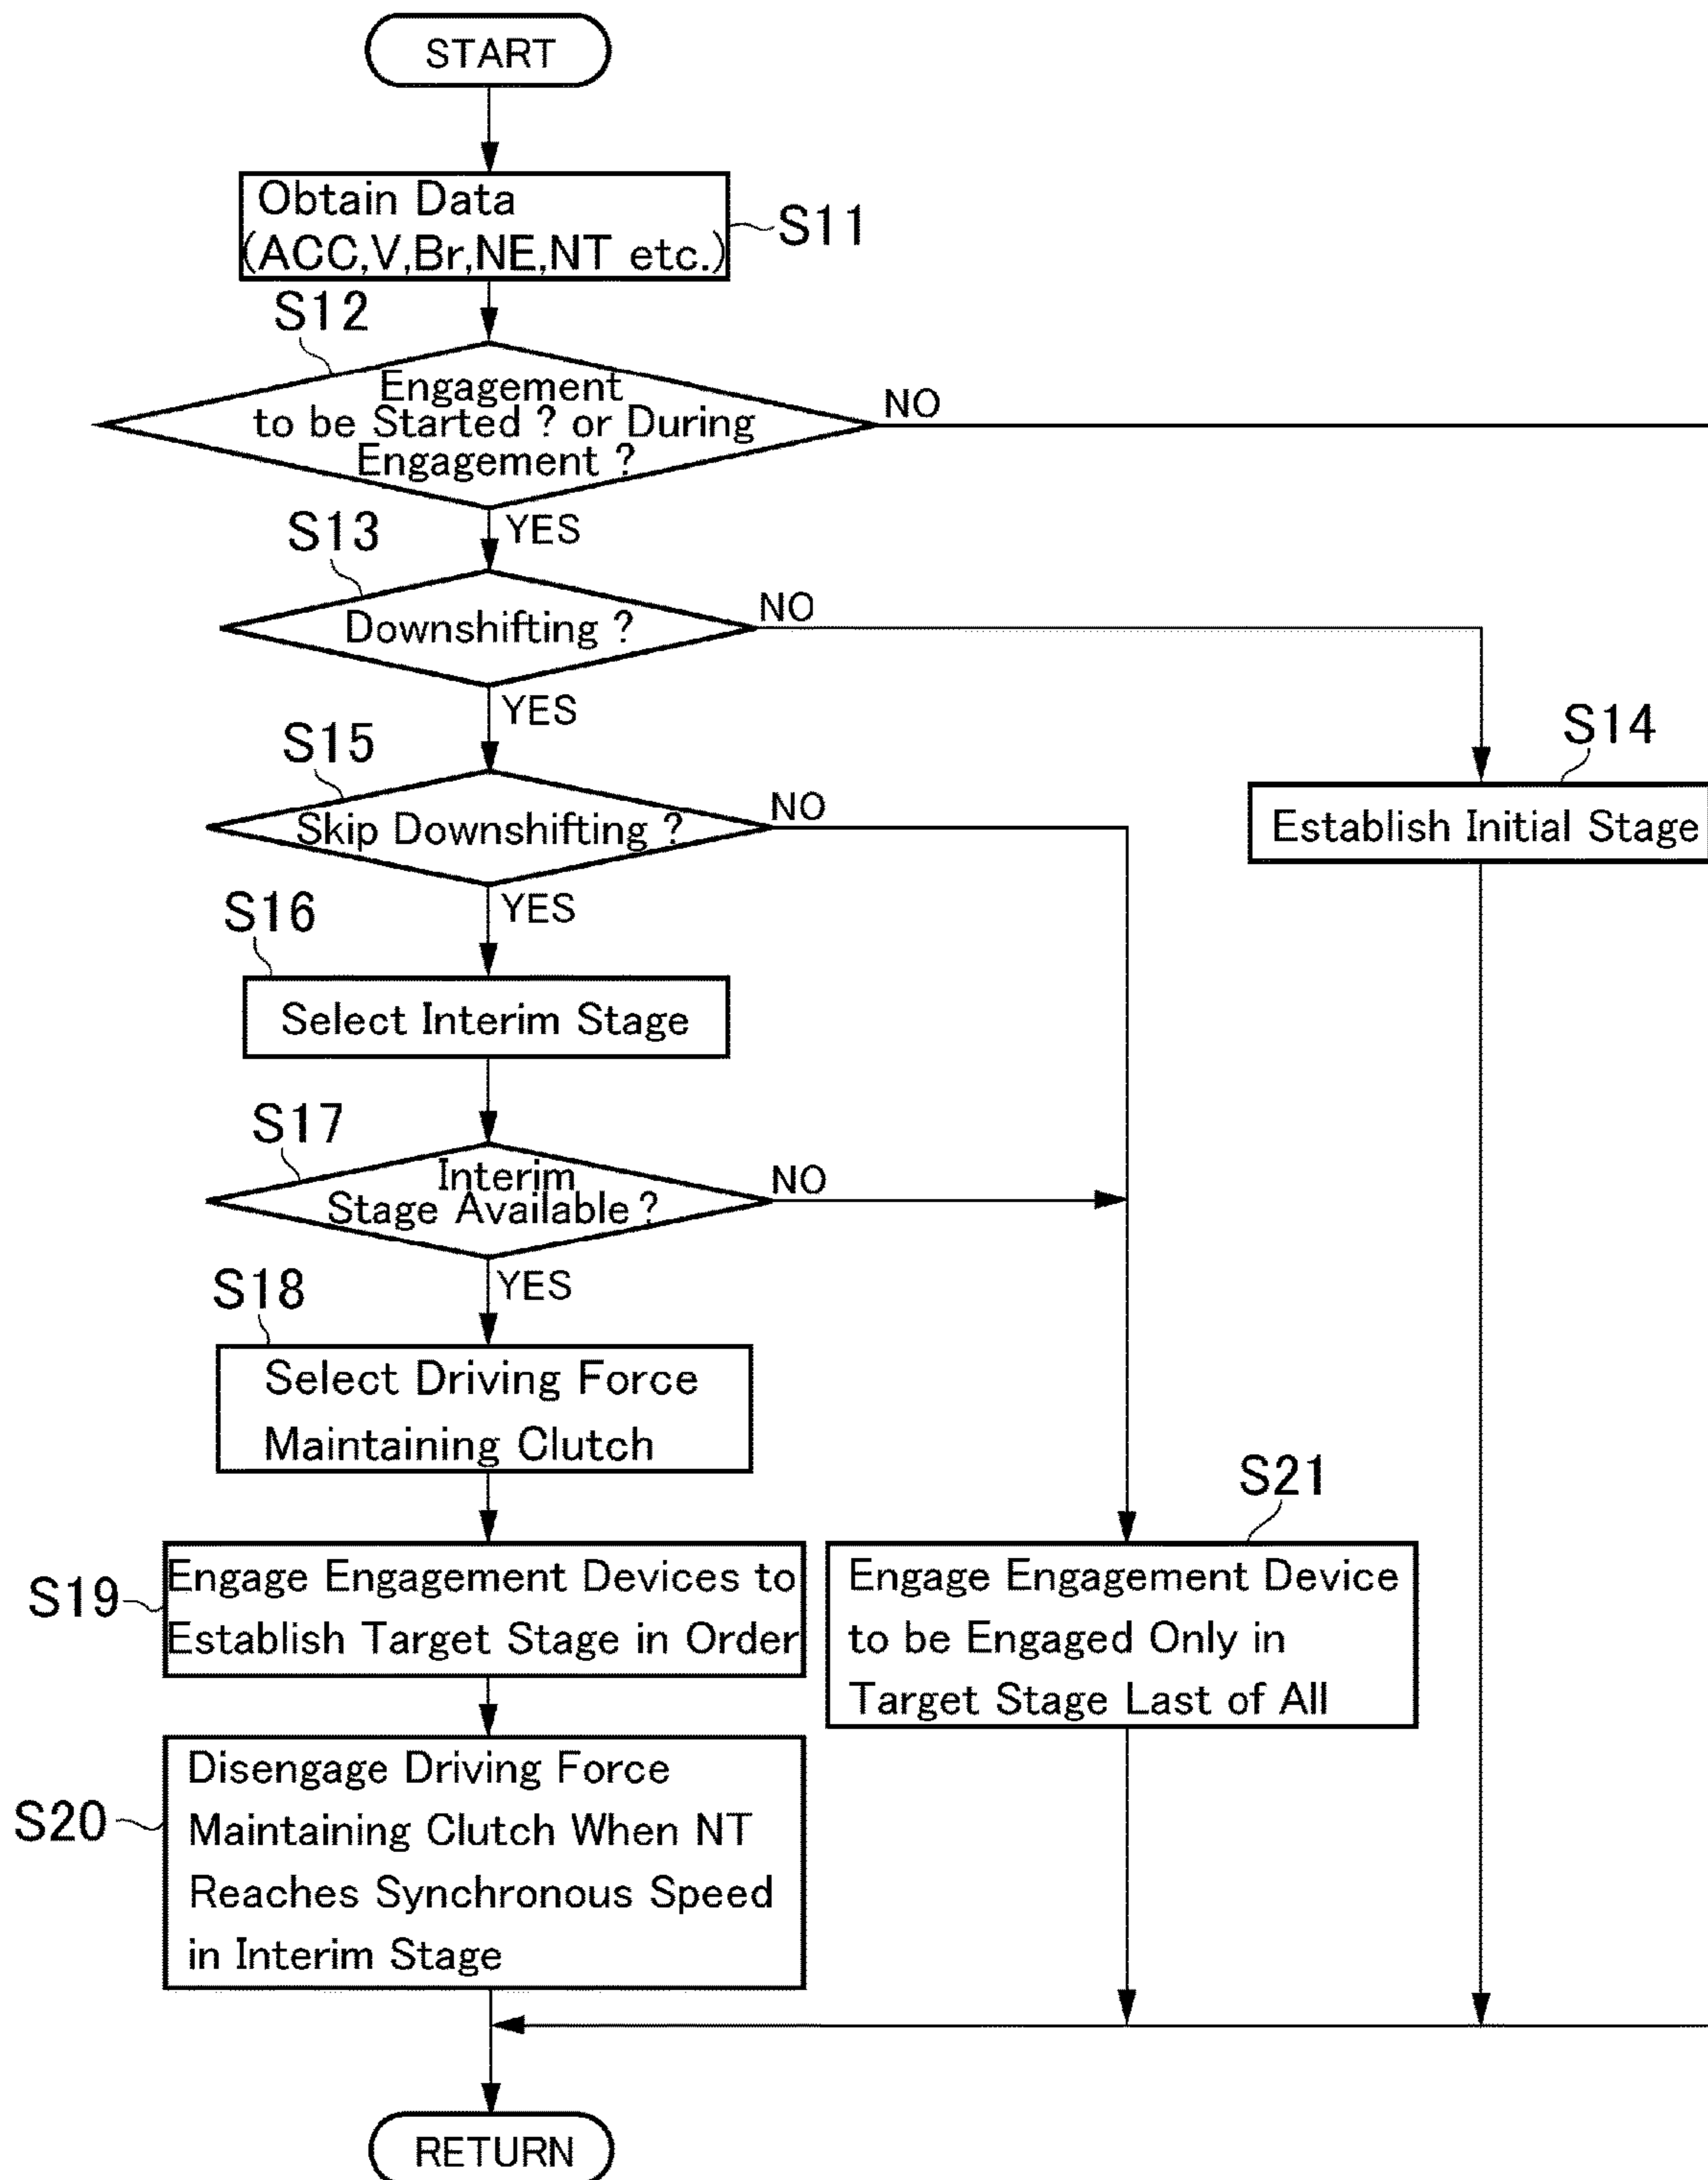 START
Obtain Data
(ACC,V,Br,NE,NT etc.)
S11
S12
Engagement
to be Started ? or During
Engagement ?
NO
YES
S13
Downshifting ?
NO
YES
S14
Establish Initial Stage
S15
Skip Downshifting ?
NO
YES
S16
Select Interim Stage
S17
Interim
Stage Available ?
NO
YES
S18
Select Driving Force
Maintaining Clutch
S19
Engage Engagement Devices to
Establish Target Stage in Order
S21
Engage Engagement Device
to be Engaged Only in
Target Stage Last of All
S20
Disengage Driving Force
Maintaining Clutch When NT
Reaches Synchronous Speed
in Interim Stage
RETURN